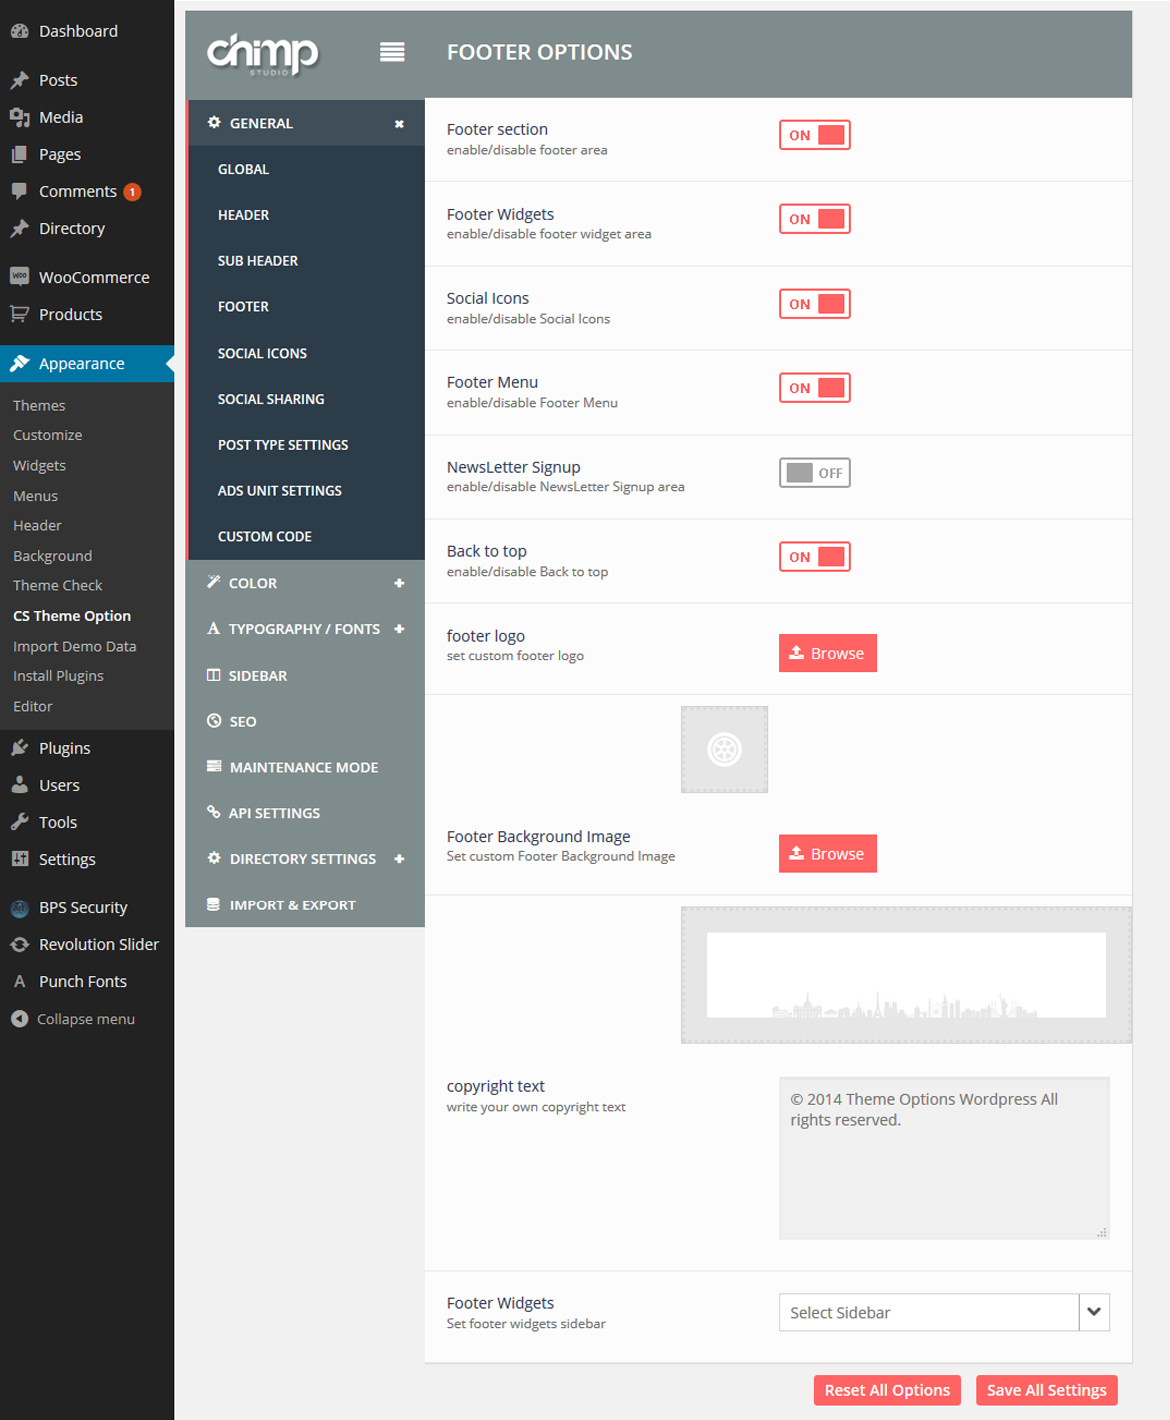 Dashboard
Posts
Media
Pages
Comments 1
Directory
WooCommerce
Products
Appearance
Themes
Customize
Widgets
Menus
Header
Background
Theme Check
CS Theme Option
Import Demo Data
Install Plugins
Editor
Plugins
Users
Tools
Settings
BPS Security
Revolution Slider
Punch Fonts
Collapse menu
chimp
STUDIO
GENERAL
GLOBAL
HEADER
SUB HEADER
FOOTER
SOCIAL ICONS
SOCIAL SHARING
POST TYPE SETTINGS
ADS UNIT SETTINGS
CUSTOM CODE
COLOR
TYPOGRAPHY / FONTS
SIDEBAR
SEO
MAINTENANCE MODE
API SETTINGS
DIRECTORY SETTINGS
IMPORT & EXPORT
FOOTER OPTIONS
Footer section
enable/disable footer area
ON
Footer Widgets
enable/disable footer widget area
ON
Social Icons
enable/disable Social Icons
ON
Footer Menu
enable/disable Footer Menu
ON
NewsLetter Signup
enable/disable NewsLetter Signup area
OFF
Back to top
enable/disable Back to top
ON
footer logo
set custom footer logo
Browse
Footer Background Image
Set custom Footer Background Image
Browse
copyright text
write your own copyright text
© 2014 Theme Options Wordpress All
rights reserved.
Footer Widgets
Set footer widgets sidebar
Select Sidebar
Reset All Options
Save All Settings